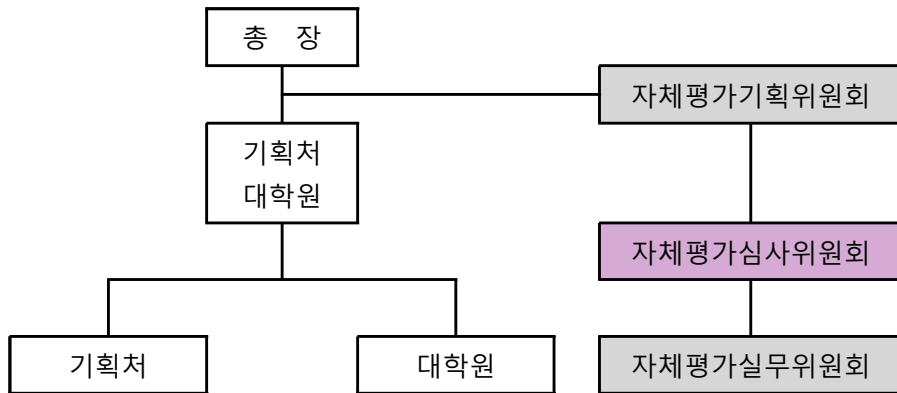 총 장
자체평가기획위원회
기획처
대학원
자체평가심사위원회
기획처
대학원
자체평가실무위원회